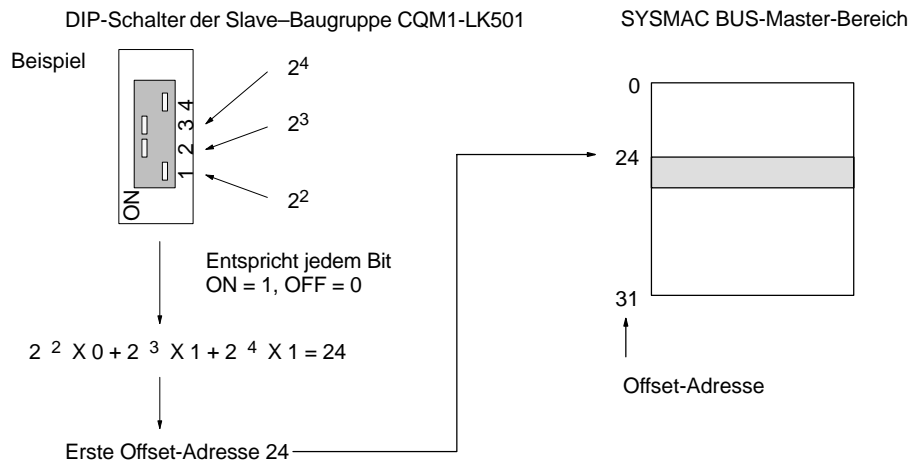 DIP-Schalter der Slave–Baugruppe CQM1-LK501
SYSMAC BUS-Master-Bereich
Beispiel
ON
1 2 3 4
2⁴
2³
2²
Entspricht jedem Bit
ON = 1, OFF = 0
2 ² X 0 + 2 ³ X 1 + 2 ⁴ X 1 = 24
Erste Offset-Adresse 24
0
24
31
Offset-Adresse